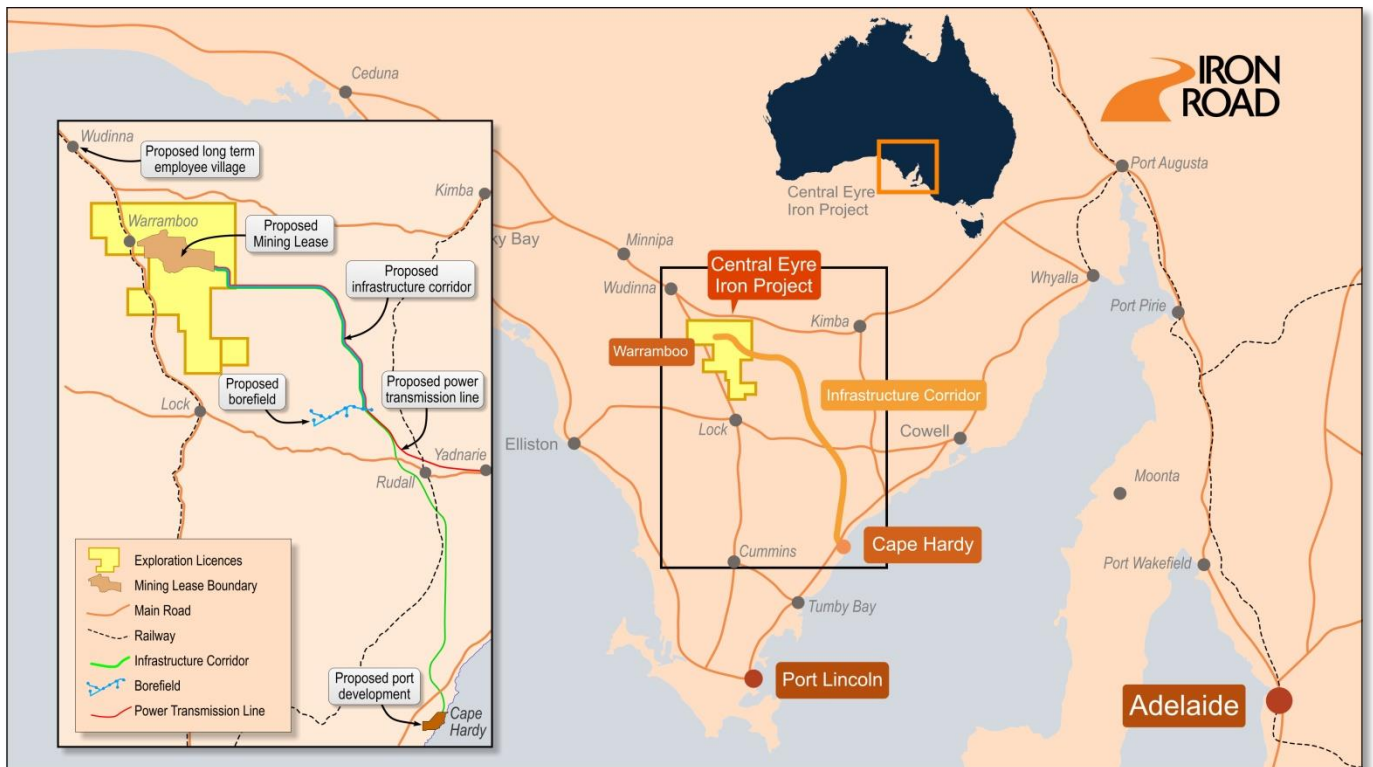 Ceduna
IRON
ROAD
Wudinna
Proposed long term
employee village
Kimba
Warramboo
Proposed
Mining Lease
Proposed
infrastructure corridor
Proposed
borefield
Proposed power
transmission line
Lock
Yadnarie
Rudall
Exploration Licences
Mining Lease Boundary
Main Road
Railway
Infrastructure Corridor
Borefield
Power Transmission Line
Proposed port
development
Cape
Hardy
Central Eyre
Iron Project
Port Augusta
ky Bay
Minnipa
Wudinna
Central Eyre
Iron Project
Whyalla
Port Pirie
Kimba
Warramboo
Infrastructure Corridor
Lock
Cowell
Elliston
Moonta
Cape Hardy
Cummins
Port Wakefield
Tumby Bay
Port Lincoln
Adelaide